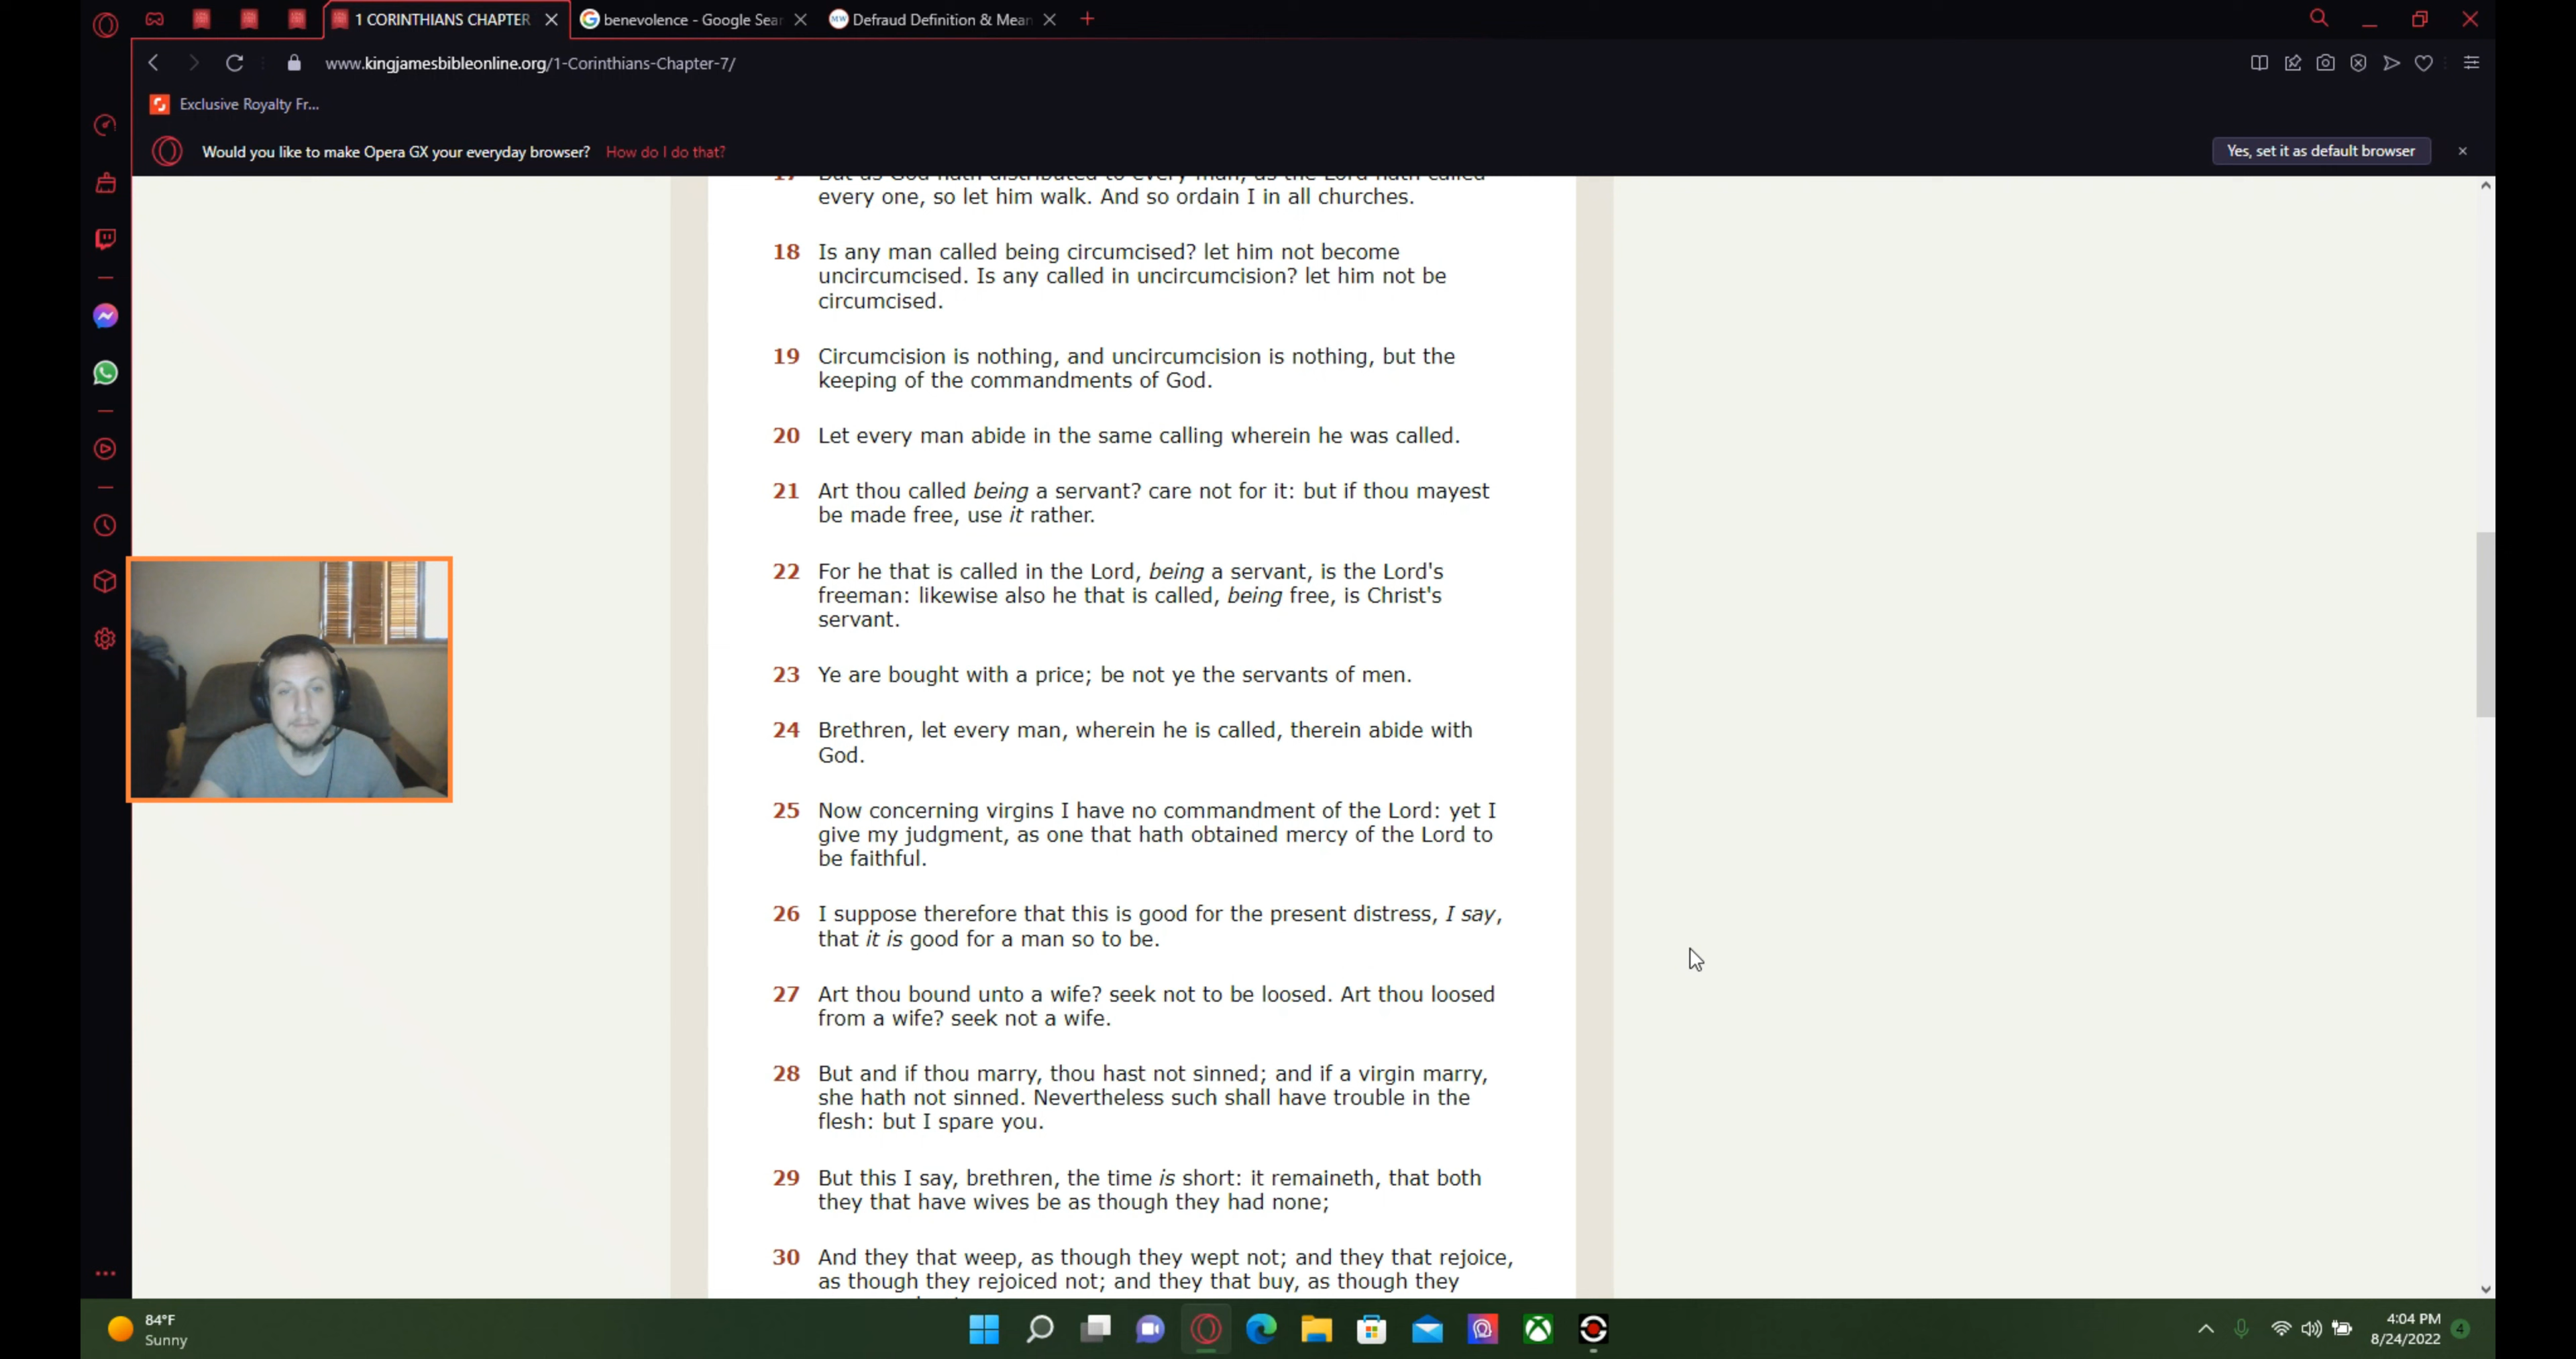 1 CORINTHIANS CHAPTER
benevolence - Google Sear
MW
Defraud Definition & Mean
www.kingjamesbibleonline.org/1-Corinthians-Chapter-7/
Exclusive Royalty Fr...
Would you like to make Opera GX your everyday browser? How do I do that?
Yes, set it as default browser
17 But as God hath distributed to every man, as the Lord hath called
every one, so let him walk. And so ordain I in all churches.
18 Is any man called being circumcised? let him not become
uncircumcised. Is any called in uncircumcision? let him not be
circumcised.
19 Circumcision is nothing, and uncircumcision is nothing, but the
keeping of the commandments of God.
20 Let every man abide in the same calling wherein he was called.
21 Art thou called being a servant? care not for it: but if thou mayest
be made free, use it rather.
22 For he that is called in the Lord, being a servant, is the Lord's
freeman: likewise also he that is called, being free, is Christ's
servant.
23 Ye are bought with a price; be not ye the servants of men.
24 Brethren, let every man, wherein he is called, therein abide with
God.
25 Now concerning virgins I have no commandment of the Lord: yet I
give my judgment, as one that hath obtained mercy of the Lord to
be faithful.
26 I suppose therefore that this is good for the present distress, I say,
that it is good for a man so to be.
27 Art thou bound unto a wife? seek not to be loosed. Art thou loosed
from a wife? seek not a wife.
28 But and if thou marry, thou hast not sinned; and if a virgin marry,
she hath not sinned. Nevertheless such shall have trouble in the
flesh: but I spare you.
29 But this I say, brethren, the time is short: it remaineth, that both
they that have wives be as though they had none;
30 And they that weep, as though they wept not; and they that rejoice,
as though they rejoiced not; and they that buy, as though they
84°F
Sunny
4:04 PM
8/24/2022
4